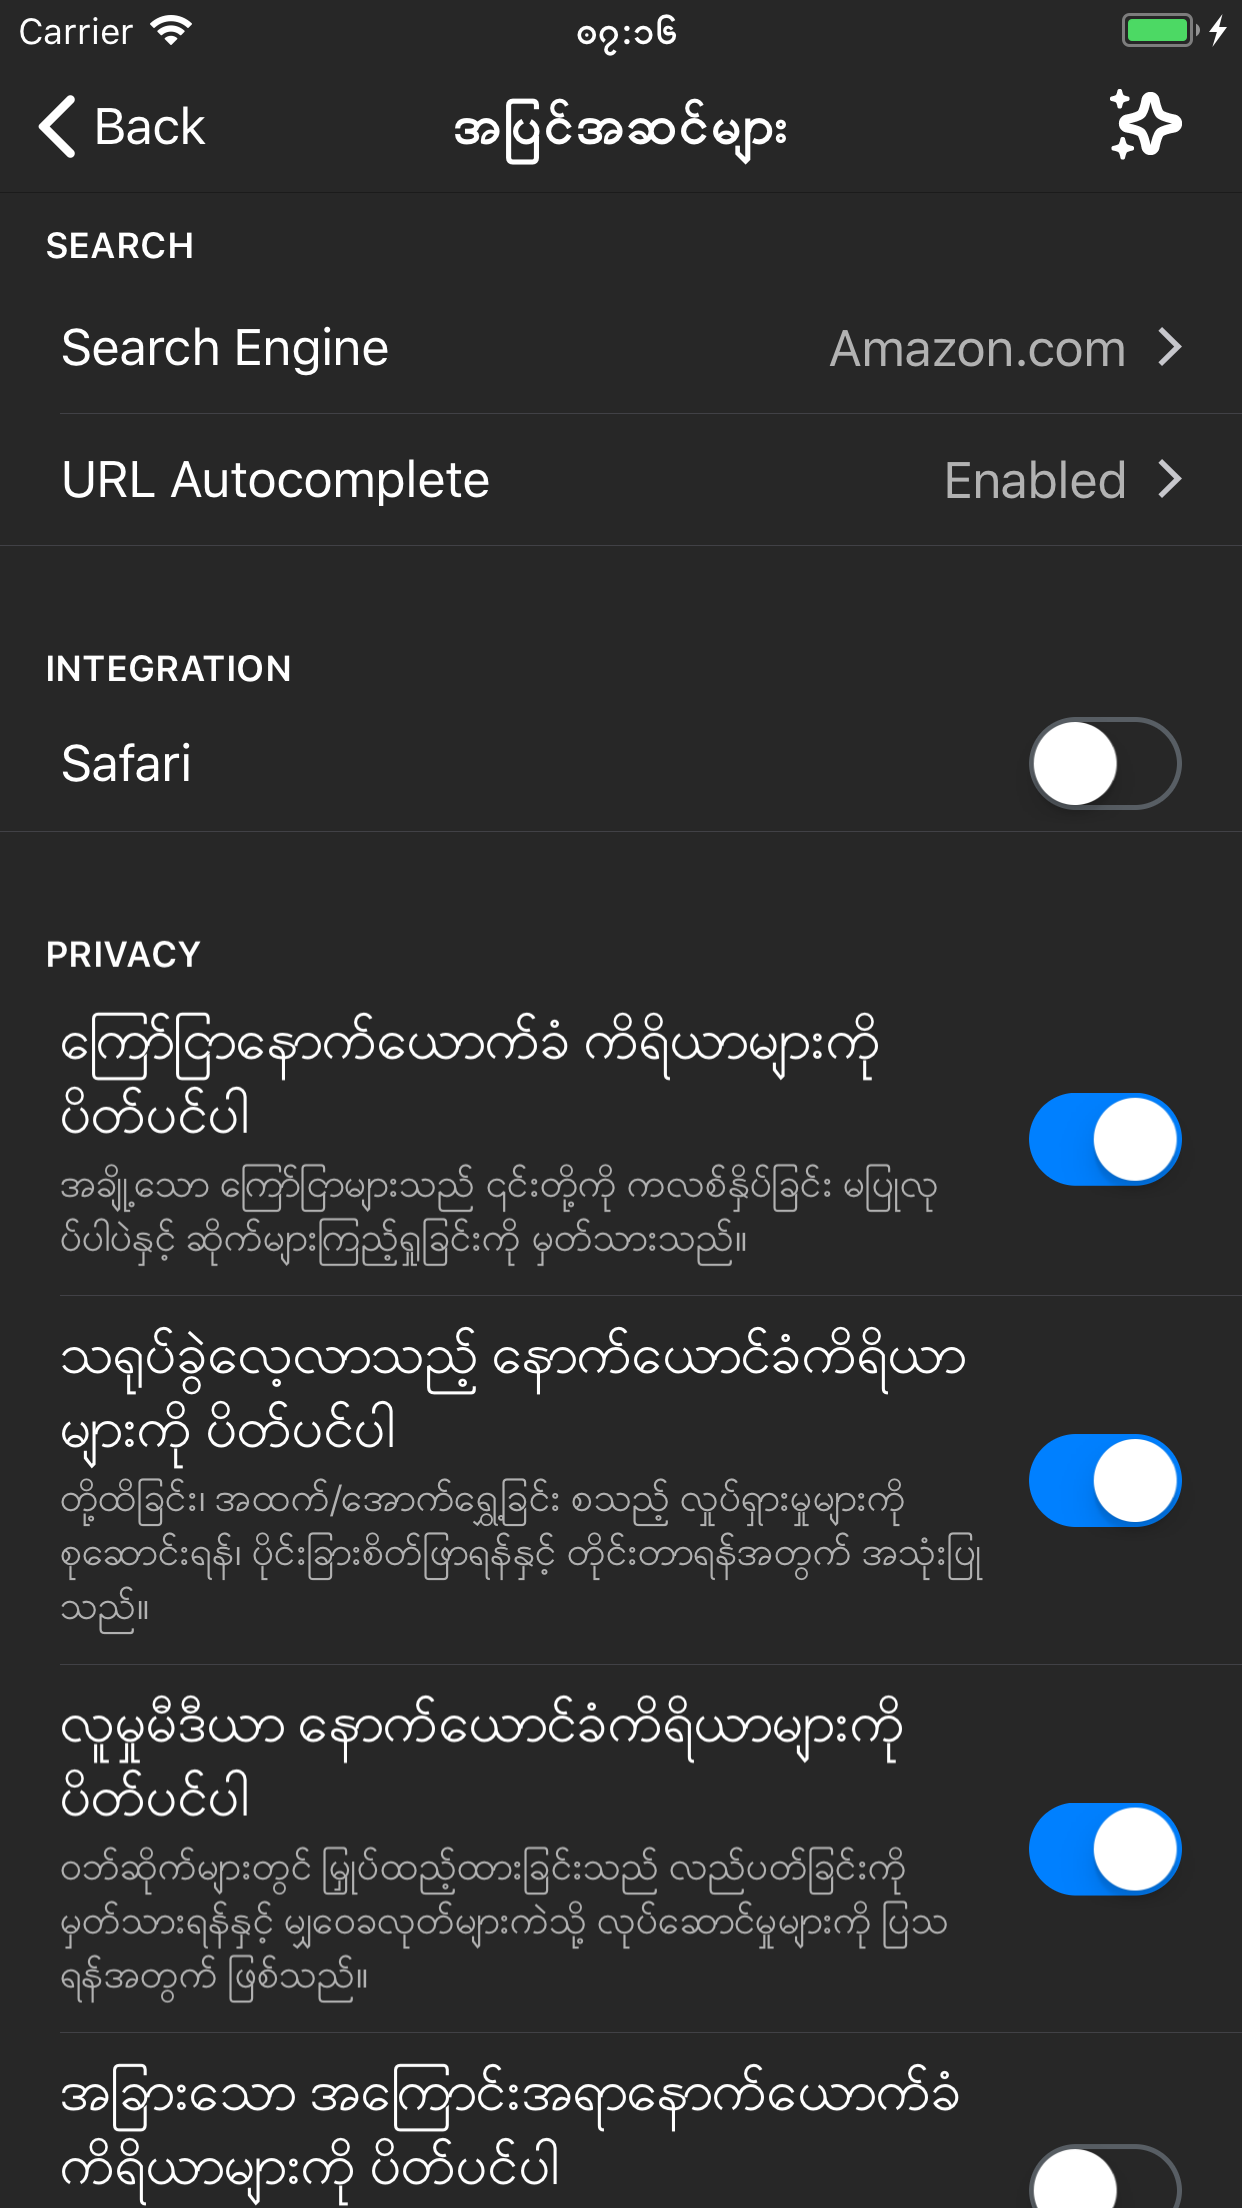 Carrier
၀၇:၁၆
Back
အပြင်အဆင်များ
SEARCH
Search Engine
Amazon.com
URL Autocomplete
Enabled
INTEGRATION
Safari
PRIVACY
ကြော်ငြာနောက်ယောက်ခံ ကိရိယာများကို
ပိတ်ပင်ပါ
အချို့သော ကြော်ငြာများသည် ၎င်းတို့ကို ကလစ်နှိပ်ခြင်း မပြုလု
ပ်ပါပဲနှင့် ဆိုက်များကြည့်ရှုခြင်းကို မှတ်သားသည်။
သရုပ်ခွဲလေ့လာသည့် နောက်ယောင်ခံကိရိယာ
များကို ပိတ်ပင်ပါ
တို့ထိခြင်း၊ အထက်/အောက်ရွှေ့ခြင်း စသည့် လှုပ်ရှားမှုများကို
စုဆောင်းရန်၊ ပိုင်းခြားစိတ်ဖြာရန်နှင့် တိုင်းတာရန်အတွက် အသုံးပြု
သည်။
လူမှုမီဒီယာ နောက်ယောင်ခံကိရိယာများကို
ပိတ်ပင်ပါ
ဝဘ်ဆိုက်များတွင် မြှုပ်ထည့်ထားခြင်းသည် လည်ပတ်ခြင်းကို
မှတ်သားရန်နှင့် မျှဝေခလုတ်များကဲသို့ လုပ်ဆောင်မှုများကို ပြသ
ရန်အတွက် ဖြစ်သည်။
အခြားသော အကြောင်းအရာနောက်ယောက်ခံ
ကိရိယာများကို ပိတ်ပင်ပါ